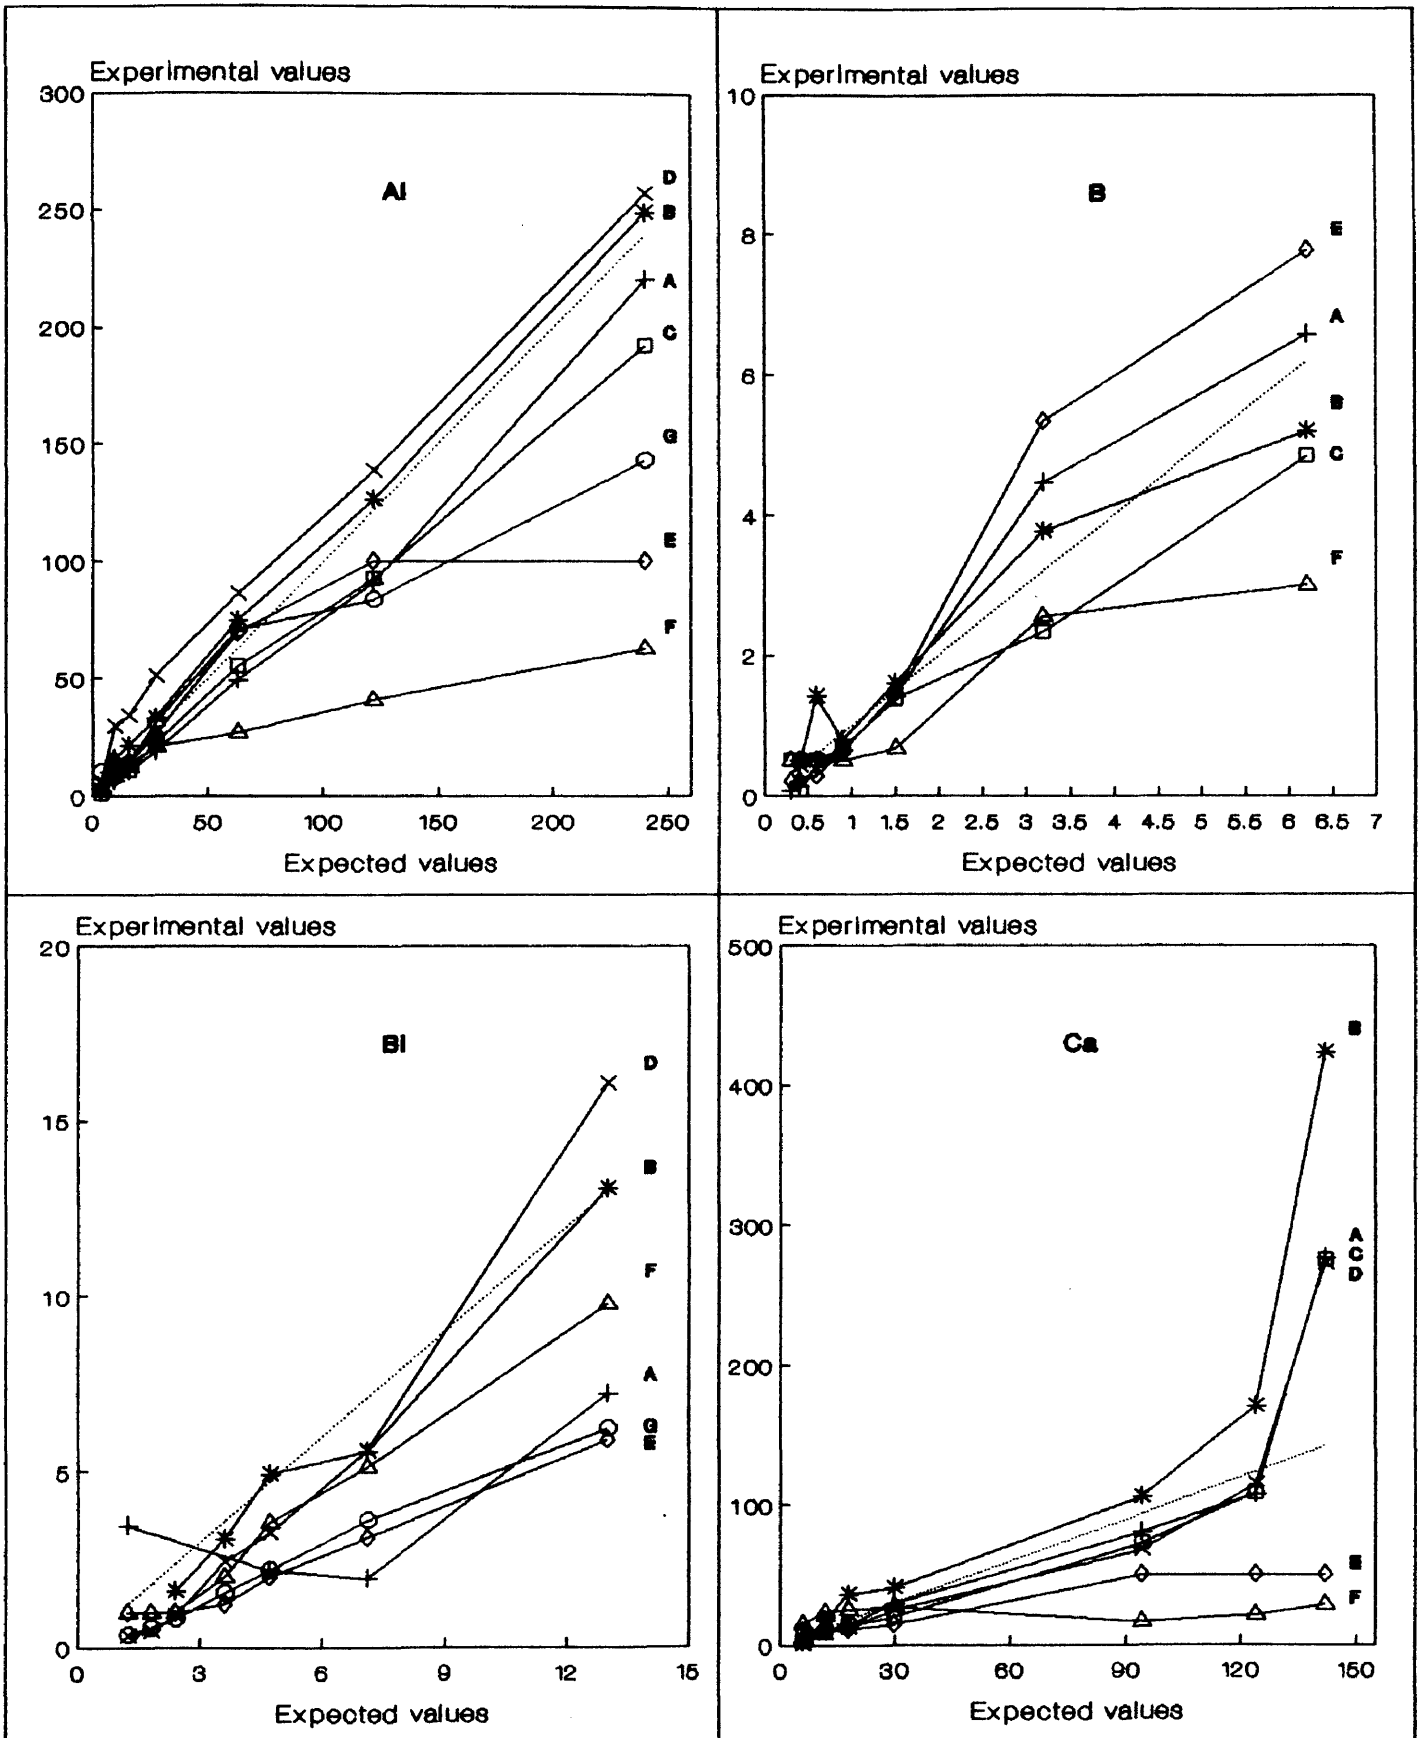 Experimental values
300
250
200
150
100
50
0
Al
D
B
A
C
G
E
F
0 50 100 150 200 250
Expected values
Experimental values
10
8
6
4
2
0
B
E
A
B
C
F
0 0.5 1 1.5 2 2.5 3 3.5 4 4.5 5 5.5 6 6.5 7
Expected values
Experimental values
20
15
10
5
0
Bi
D
B
F
A
G
E
0 3 6 9 12 15
Expected values
Experimental values
500
400
300
200
100
0
Ca
B
A
C
D
E
F
0 30 60 90 120 150
Expected values